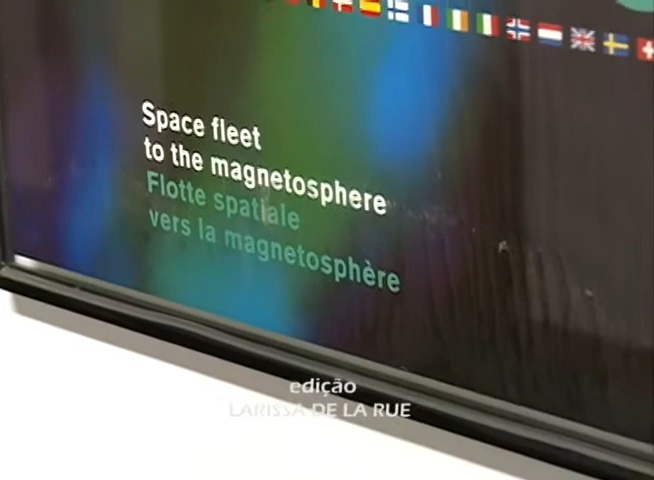 Space fleet
to the magnetosphere
Flotte spatiale
vers la magnetosphère
edição
LARISSA DE LA RUE